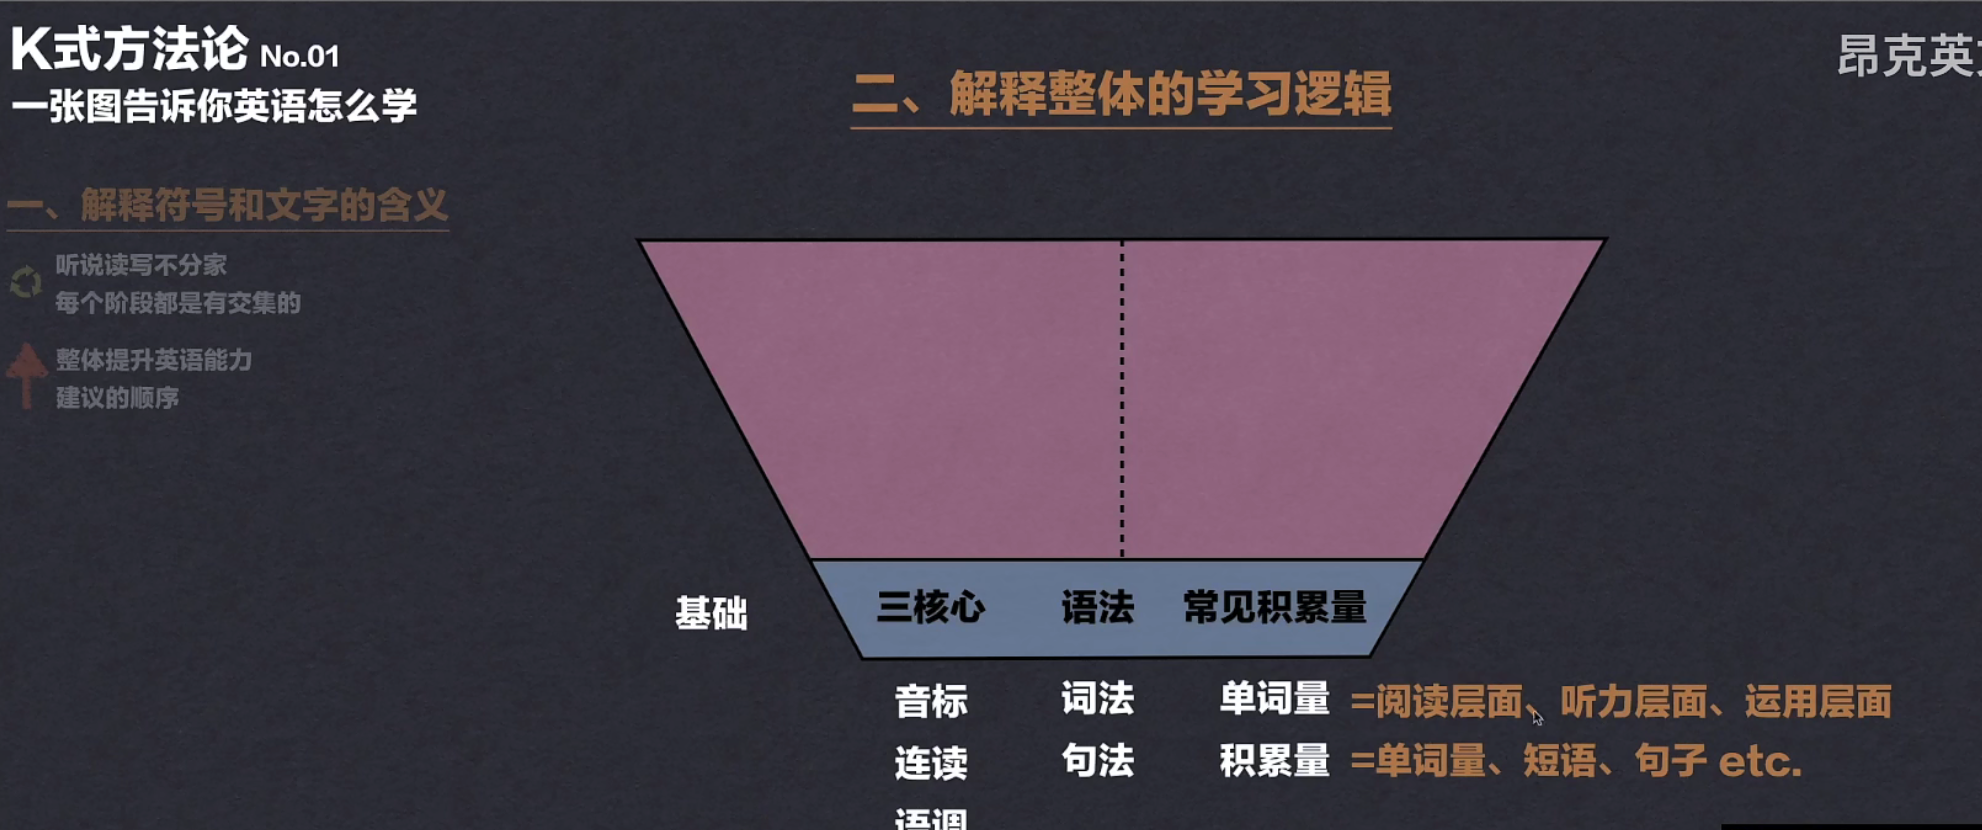 K式方法论 No.01
一张图告诉你英语怎么学
昂克英
二、解释整体的学习逻辑
一、解释符号和文字的含义
听说读写不分家
每个阶段都是有交集的
整体提升英语能力
建议的顺序
基础
三核心 语法 常见积累量
音标 词法 单词量 =阅读层面、听力层面、运用层面
连读 句法 积累量 =单词量、短语、句子 etc.
语调